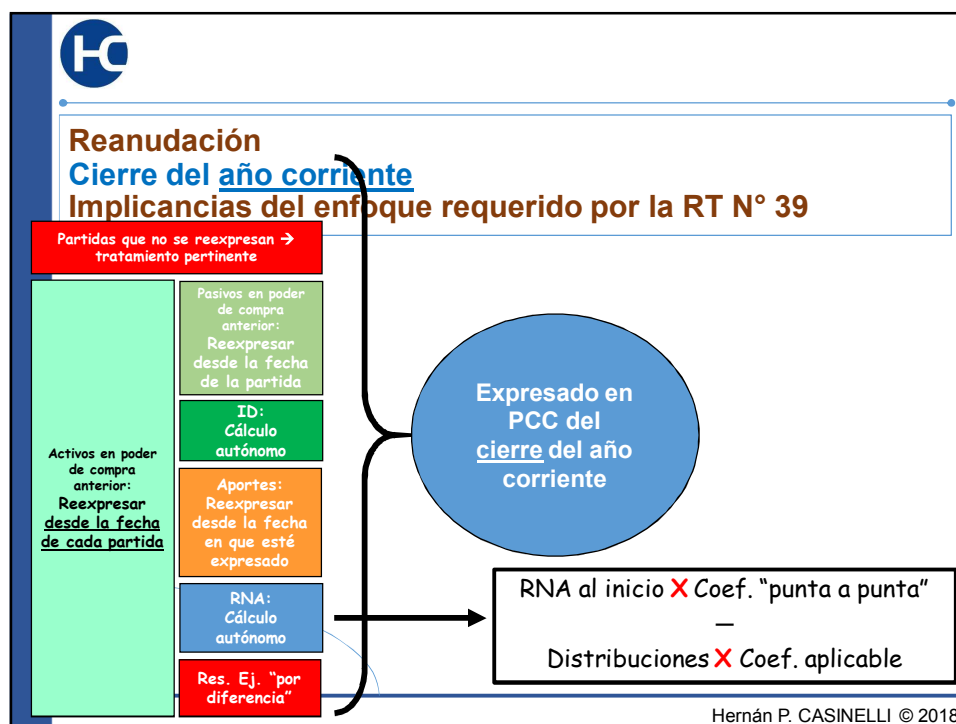 HC
Reanudación
Cierre del año corriente
Implicancias del enfoque requerido por la RT N° 39
Partidas que no se reexpresan →
tratamiento pertinente
Activos en poder
de compra
anterior:
Reexpresar
desde la fecha
de cada partida
Pasivos en poder
de compra
anterior:
Reexpresar
desde la fecha
de la partida
ID:
Cálculo
autónomo
Aportes:
Reexpresar
desde la fecha
en que esté
expresado
RNA:
Cálculo
autónomo
Res. Ej. “por
diferencia”
Expresado en
PCC del
cierre del año
corriente
RNA al inicio X Coef. “punta a punta”
–
Distribuciones X Coef. aplicable
Hernán P. CASINELLI © 2018